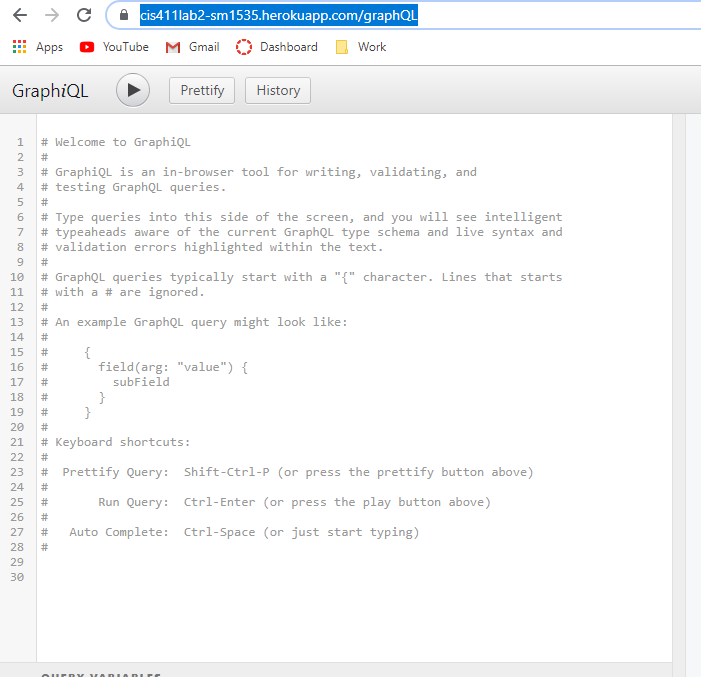 cis411lab2-sm1535.herokuapp.com/graphQL
Apps YouTube Gmail Dashboard Work
GraphiQL Prettify History
1 # Welcome to GraphiQL
2 #
3 # GraphiQL is an in-browser tool for writing, validating, and
4 # testing GraphQL queries.
5 #
6 # Type queries into this side of the screen, and you will see intelligent
7 # typeaheads aware of the current GraphQL type schema and live syntax and
8 # validation errors highlighted within the text.
9 #
10 # GraphQL queries typically start with a "{" character. Lines that starts
11 # with a # are ignored.
12 #
13 # An example GraphQL query might look like:
14 #
15 #     {
16 #       field(arg: "value") {
17 #         subField
18 #       }
19 #     }
20 #
21 # Keyboard shortcuts:
22 #
23 #  Prettify Query:  Shift-Ctrl-P (or press the prettify button above)
24 #
25 #       Run Query:  Ctrl-Enter (or press the play button above)
26 #
27 #   Auto Complete:  Ctrl-Space (or just start typing)
28 #
29
30
QUERY VARIABLES